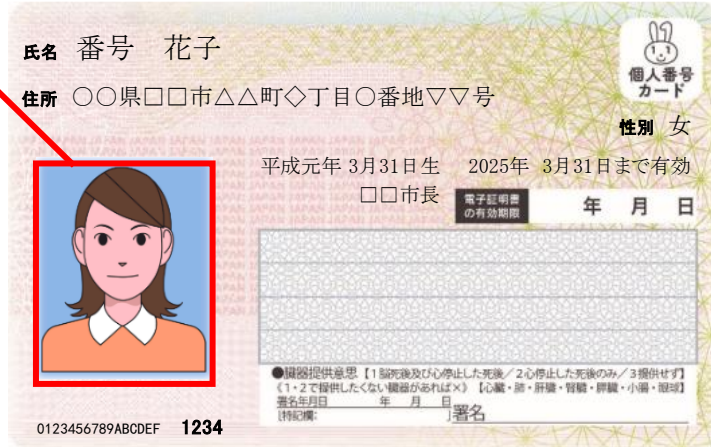 氏名 番号 花子
個人番号
カード
住所 ○○県□□市△△町◇丁目○番地▽▽号
性別 女
平成元年 3月31日生 2025年 3月31日まで有効
□□市長 電子証明書
の有効期限 年 月 日
●臓器提供意思【1 脳死後及び心停止した死後／2 心停止した死後のみ／3 提供せず】
《1・2で提供したくない臓器があれば×》【心臓・肺・肝臓・腎臓・膵臓・小腸・眼球】
署名年月日 年 月 日
[特記欄: ]署名
0123456789ABCDEF 1234